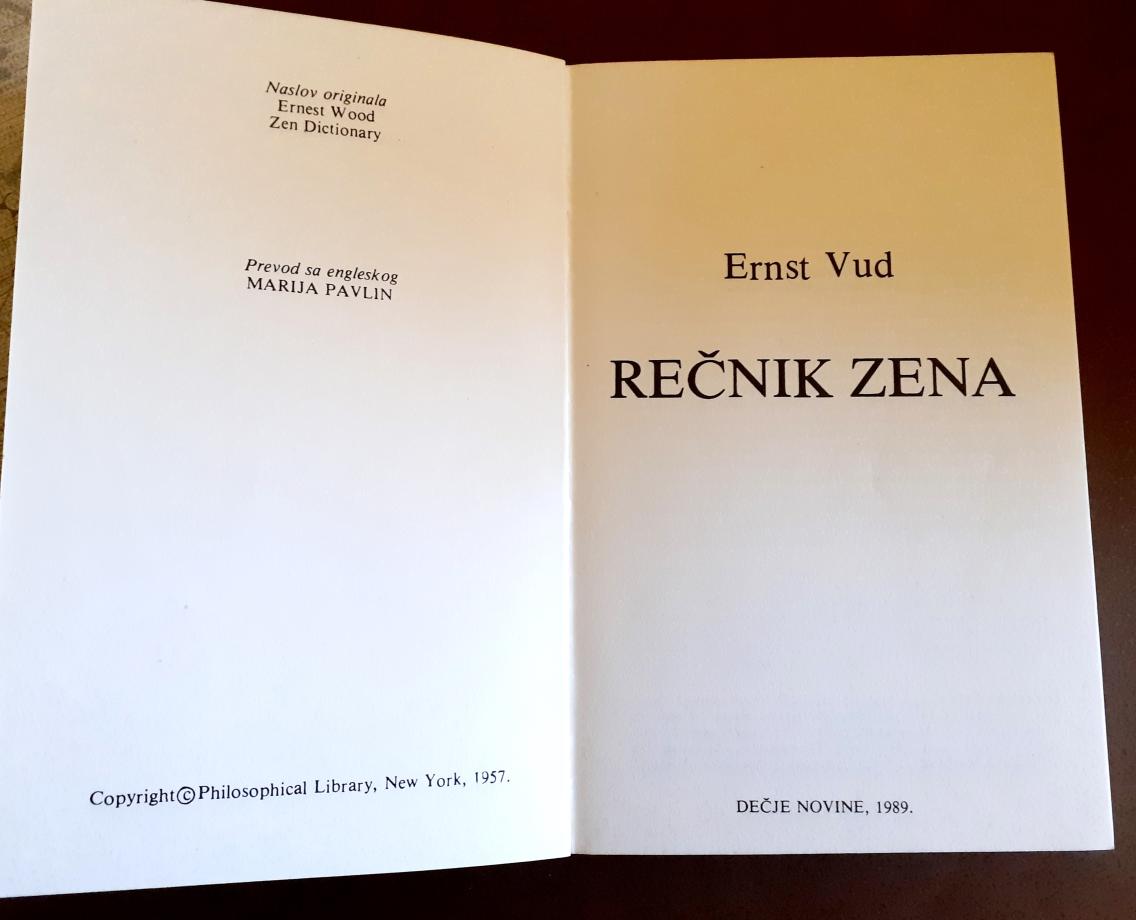 Naslov originala
Ernest Wood
Zen Dictionary
Prevod sa engleskog
MARIJA PAVLIN
Copyright©Philosophical Library, New York, 1957.
Ernst Vud
REČNIK ZENA
DEČJE NOVINE, 1989.